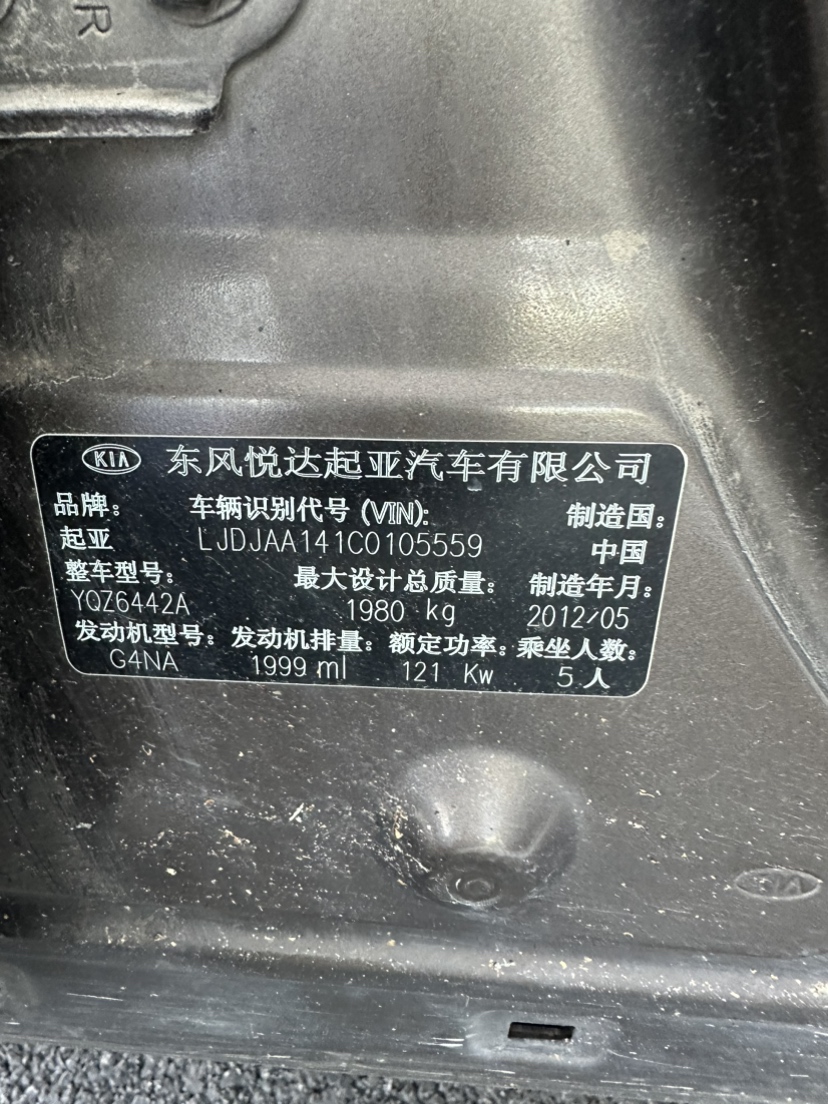 R
KIA 东风悦达起亚汽车有限公司
品牌: 车辆识别代号 (VIN): 制造国:
起亚 LJDJAA141C0105559 中国
整车型号: 最大设计总质量: 制造年月:
YQZ6442A 1980 kg 2012/05
发动机型号: 发动机排量: 额定功率: 乘坐人数:
G4NA 1999 ml 121 Kw 5 人
KIA